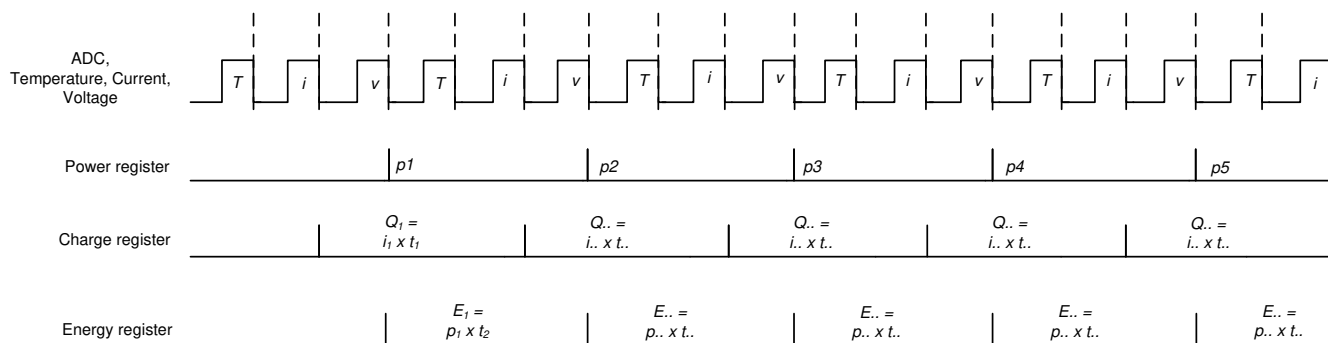 ADC,
Temperature, Current,
Voltage
T i v T i v T i v T i v T i v T i
Power register
p1 p2 p3 p4 p5
Charge register
Q1 = Q.. = Q.. = Q.. = Q.. =
i1 x t1 i.. x t.. i.. x t.. i.. x t.. i.. x t..
Energy register
E1 = E.. = E.. = E.. = E.. =
p1 x t2 p.. x t.. p.. x t.. p.. x t.. p.. x t..